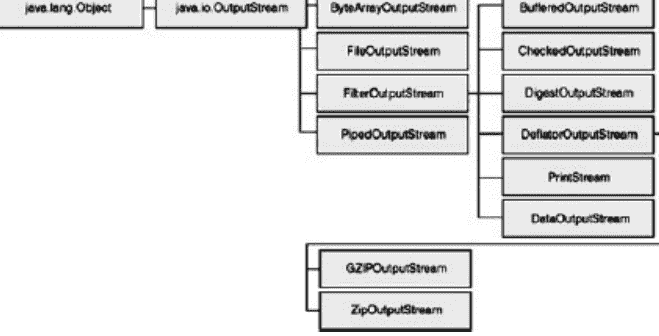 java.lang.Object
java.io.OutputStream
ByteArrayOutputStream
BufferedOutputStream
FileOutputStream
CheckedOutputStream
FilterOutputStream
DigestOutputStream
PipedOutputStream
DeflatorOutputStream
PrintStream
DataOutputStream
GZIPOutputStream
ZipOutputStream